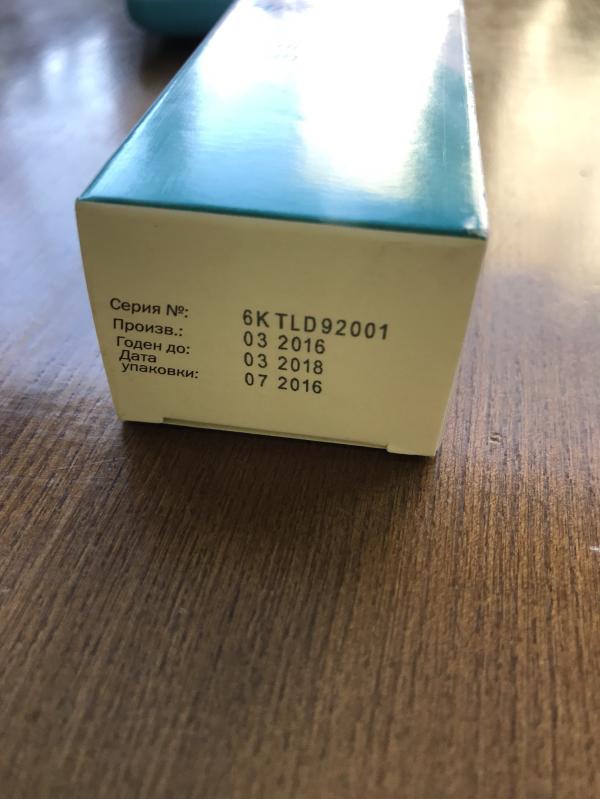 Серия №: 6KTLD92001
Произв.: 03 2016
Годен до: 03 2018
Дата
упаковки: 07 2016